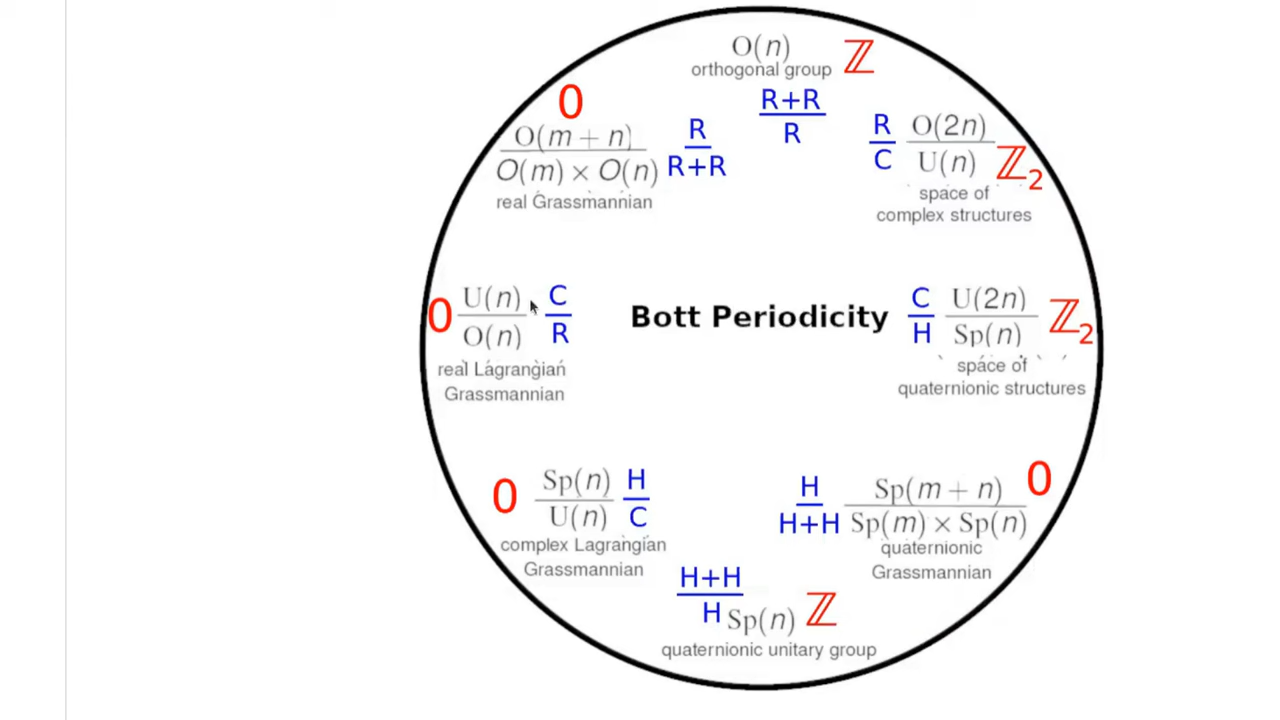 O(n) ℤ
orthogonal group
R+R
R
0
O(m + n)
O(m) × O(n)
real Grassmannian
R
R+R
R
C
O(2n)
U(n)
ℤ2
space of
complex structures
0
U(n)
O(n)
C
R
real Lagrangian
Grassmannian
Bott Periodicity
C
H
U(2n)
Sp(n)
ℤ2
space of
quaternionic structures
0
Sp(n)
U(n)
H
C
complex Lagrangian
Grassmannian
H
H+H
Sp(m + n)
Sp(m) × Sp(n)
0
quaternionic
Grassmannian
H+H
H
Sp(n) ℤ
quaternionic unitary group